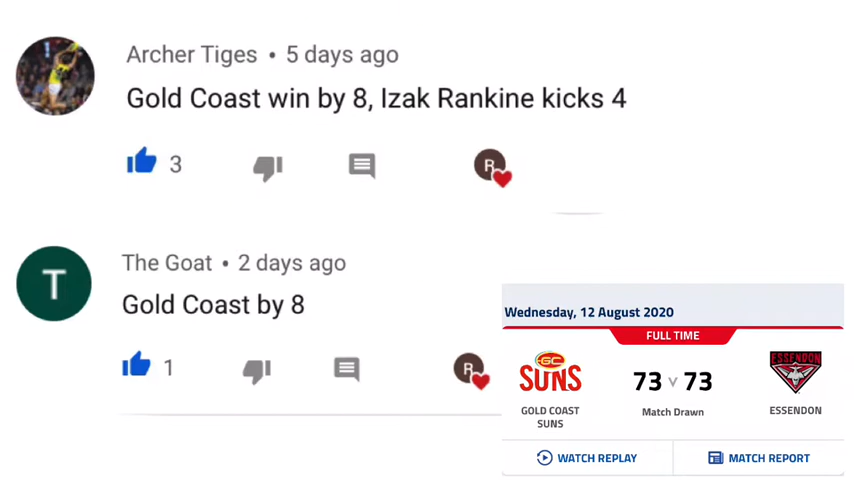 Archer Tiges • 5 days ago
Gold Coast win by 8, Izak Rankine kicks 4
3
R
T
The Goat • 2 days ago
Gold Coast by 8
1
R
Wednesday, 12 August 2020
FULL TIME
GC
SUNS
73 v 73
ESSENDON
GOLD COAST
SUNS
Match Drawn
ESSENDON
WATCH REPLAY
MATCH REPORT